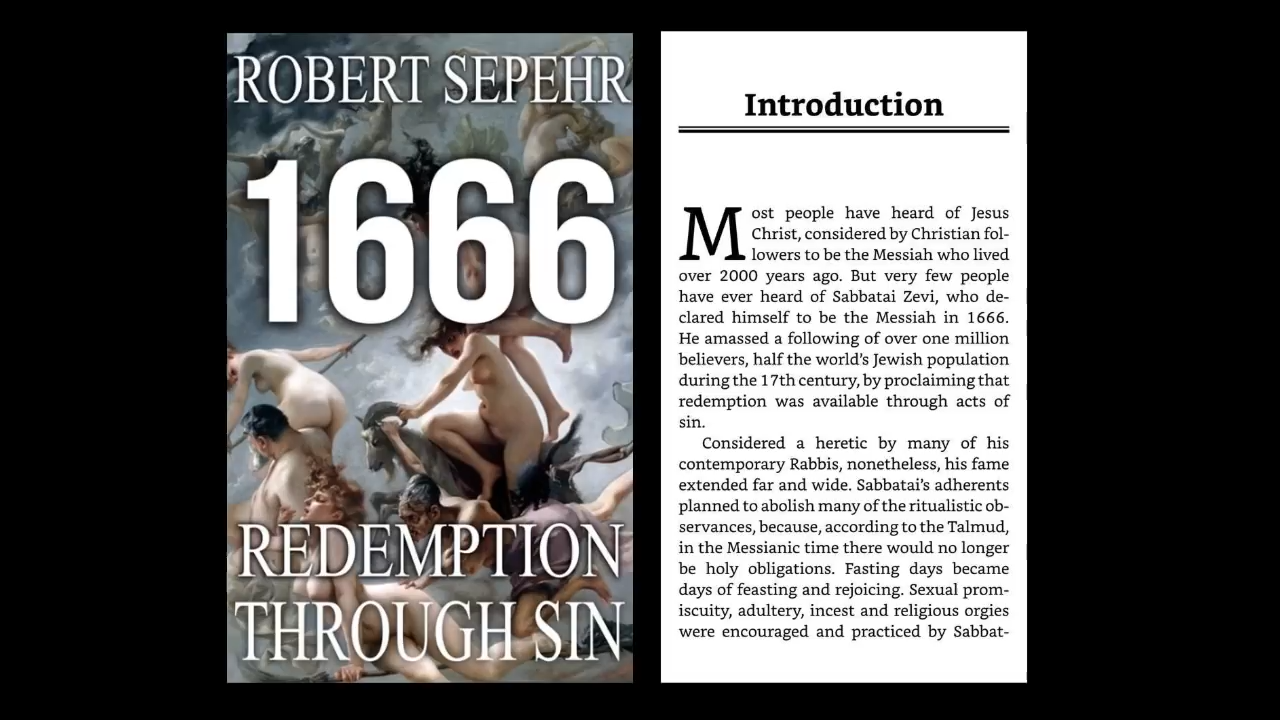 ROBERT SEPEHR
1666
REDEMPTION
THROUGH SIN
Introduction
Most people have heard of Jesus
Christ, considered by Christian fol-
lowers to be the Messiah who lived
over 2000 years ago. But very few people
have ever heard of Sabbatai Zevi, who de-
clared himself to be the Messiah in 1666.
He amassed a following of over one million
believers, half the world's Jewish population
during the 17th century, by proclaiming that
redemption was available through acts of
sin.
Considered a heretic by many of his
contemporary Rabbis, nonetheless, his fame
extended far and wide. Sabbatai's adherents
planned to abolish many of the ritualistic ob-
servances, because, according to the Talmud,
in the Messianic time there would no longer
be holy obligations. Fasting days became
days of feasting and rejoicing. Sexual prom-
iscuity, adultery, incest and religious orgies
were encouraged and practiced by Sabbat-